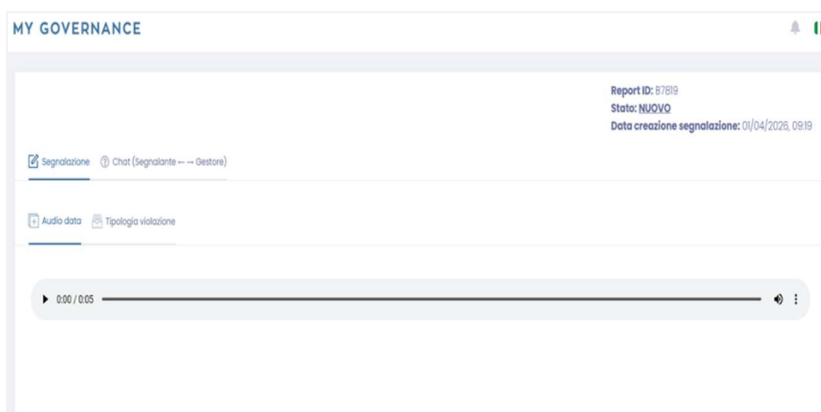 MY GOVERNANCE
Report ID: 87819
Stato: NUOVO
Data creazione segnalazione: 01/04/2026, 09:19
Segnalazione Chat (Segnalante ← → Gestore)
Audio data Tipologia violazione
0:00 / 0:05